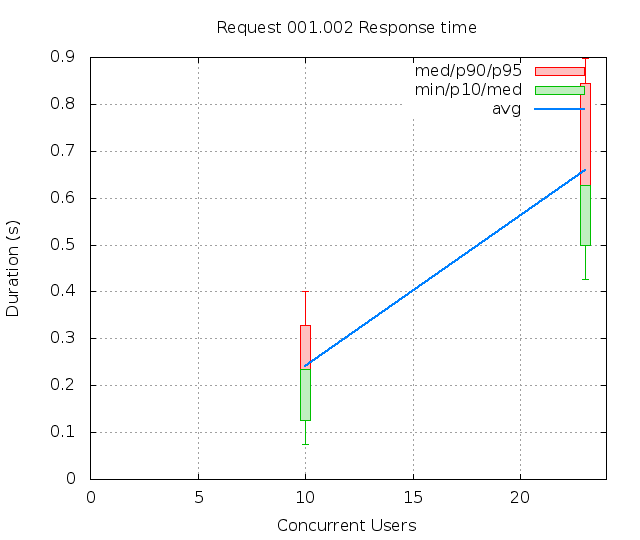 Request 001.002 Response time
0.9
0.8
0.7
0.6
0.5
0.4
0.3
0.2
0.1
0
Duration (s)
med/p90/p95
min/p10/med
avg
0 5 10 15 20
Concurrent Users